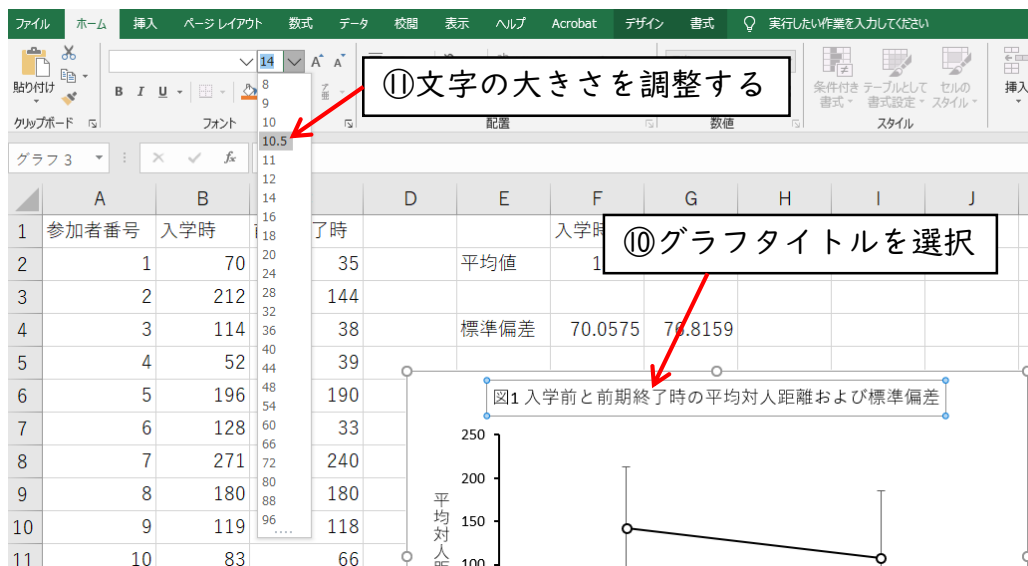 ファイル ホーム 挿入 ページ レイアウト 数式 データ 校閲 表示 ヘルプ Acrobat デザイン 書式 実行したい作業を入力してください
14
貼り付け
B I U
条件付き書式 テーブルとして書式設定 セルのスタイル
挿入
クリップボード フォント 配置 数値 スタイル
⑪文字の大きさを調整する
8
9
10
10.5
11
12
14
16
18
20
24
28
32
36
40
44
48
54
60
66
72
80
88
96
グラフ 3 fx
A B D E F G H I J
1 参加者番号 入学時 了時 入学時
2 1 70 35 平均値 1
3 2 212 144
4 3 114 38 標準偏差 70.0575 76.8159
5 4 52 39
6 5 196 190
7 6 128 33
8 7 271 240
9 8 180 180
10 9 119 118
11 10 83 66
⑩グラフタイトルを選択
図1 入学前と前期終了時の平均対人距離および標準偏差
250
200
150
100
平均対人距